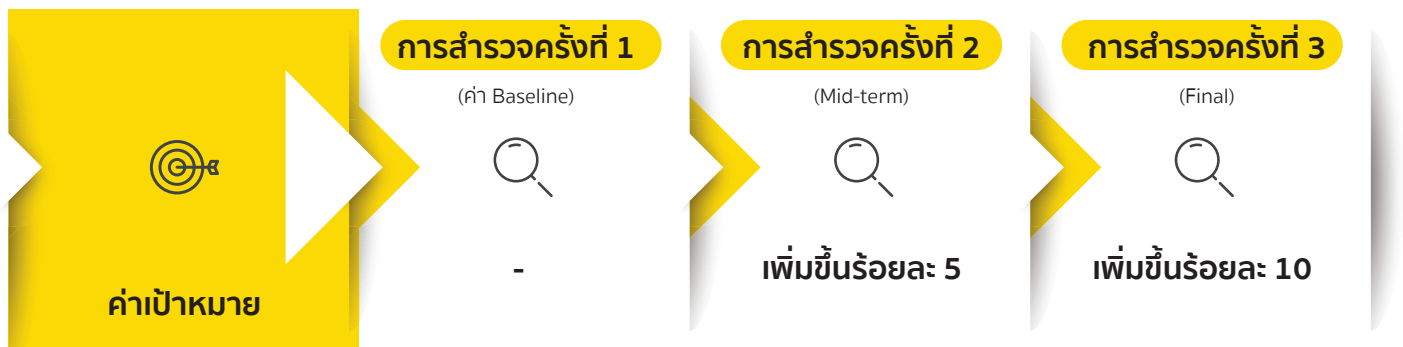 การสำรวจครั้งที่ 1
(ค่า Baseline)
-
การสำรวจครั้งที่ 2
(Mid-term)
เพิ่มขึ้นร้อยละ 5
การสำรวจครั้งที่ 3
(Final)
เพิ่มขึ้นร้อยละ 10
ค่าเป้าหมาย